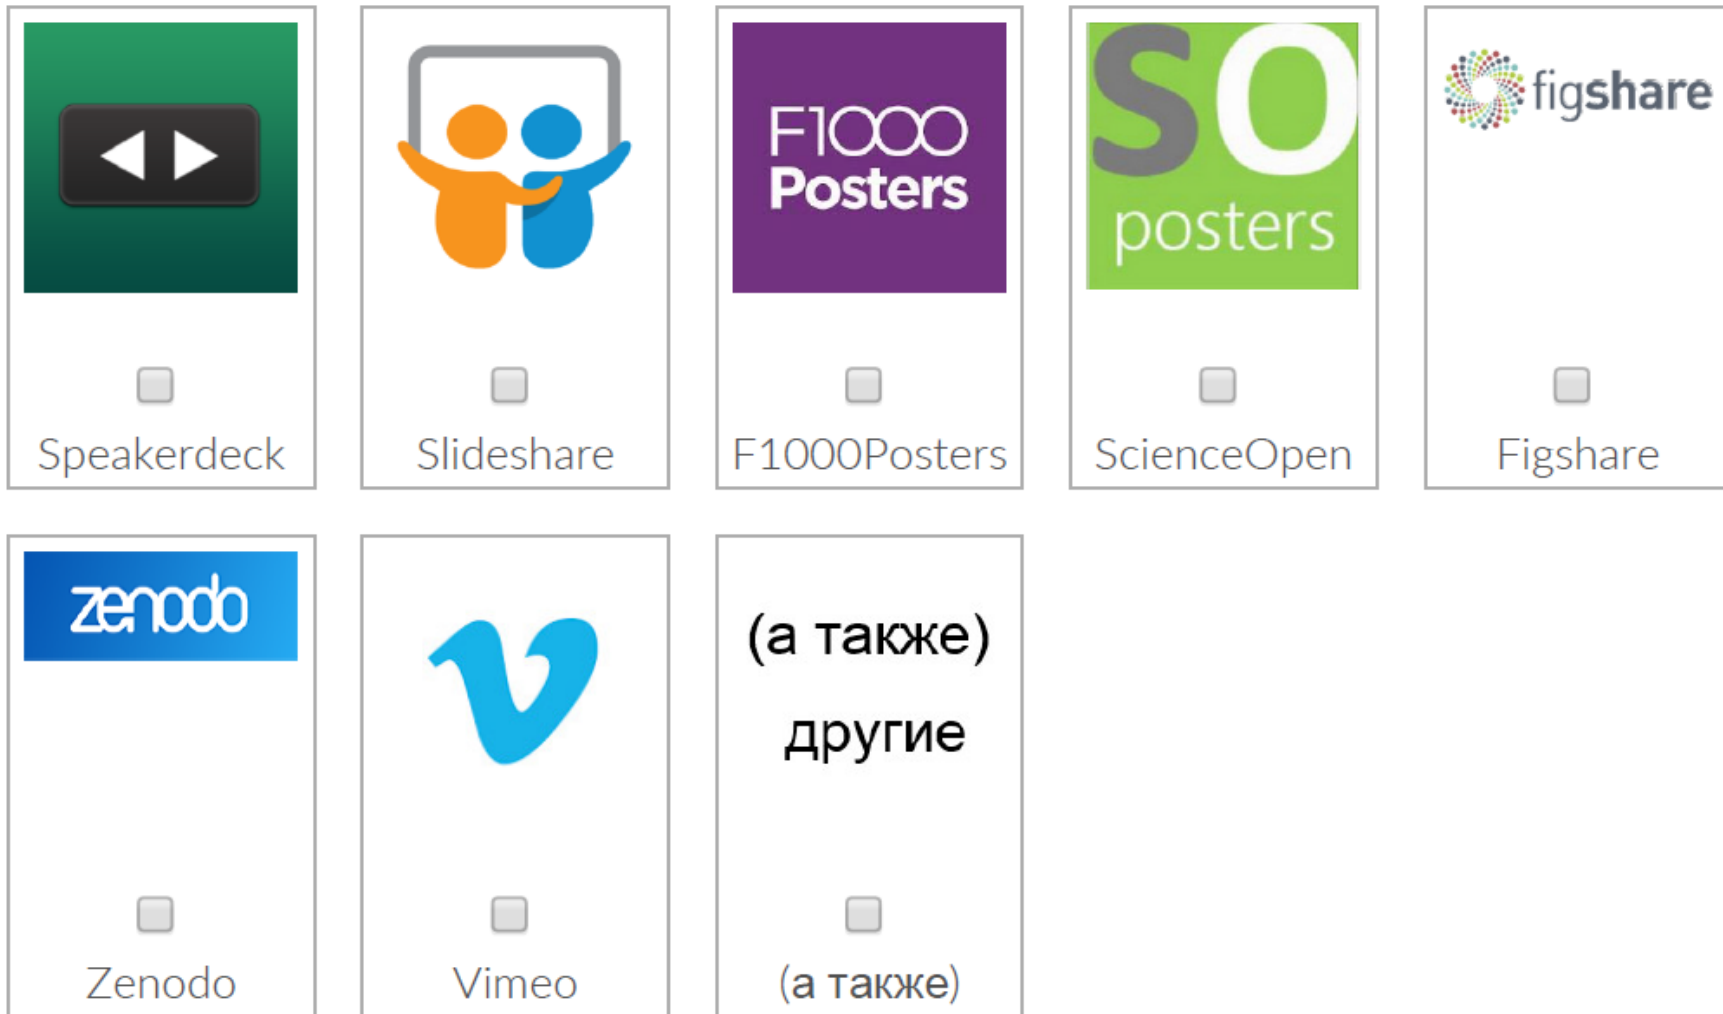 F1000
Posters
SO
posters
figshare
Speakerdeck
Slideshare
F1000Posters
ScienceOpen
Figshare
zenodo
(а также)
другие
Zenodo
Vimeo
(а также)